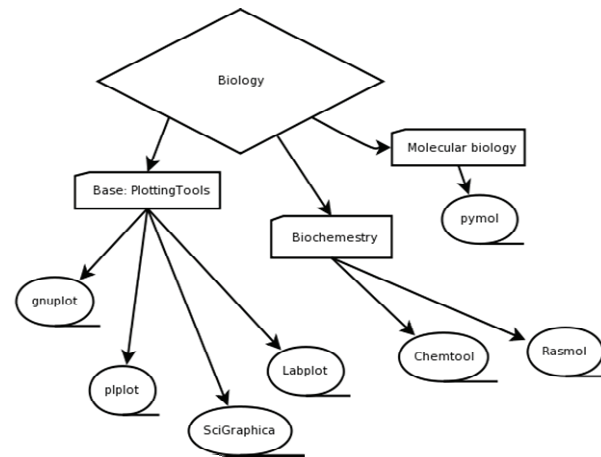 Biology
Molecular biology
Base: PlottingTools
pymol
Biochemestry
gnuplot
Chemtool
Rasmol
Labplot
plplot
SciGraphica